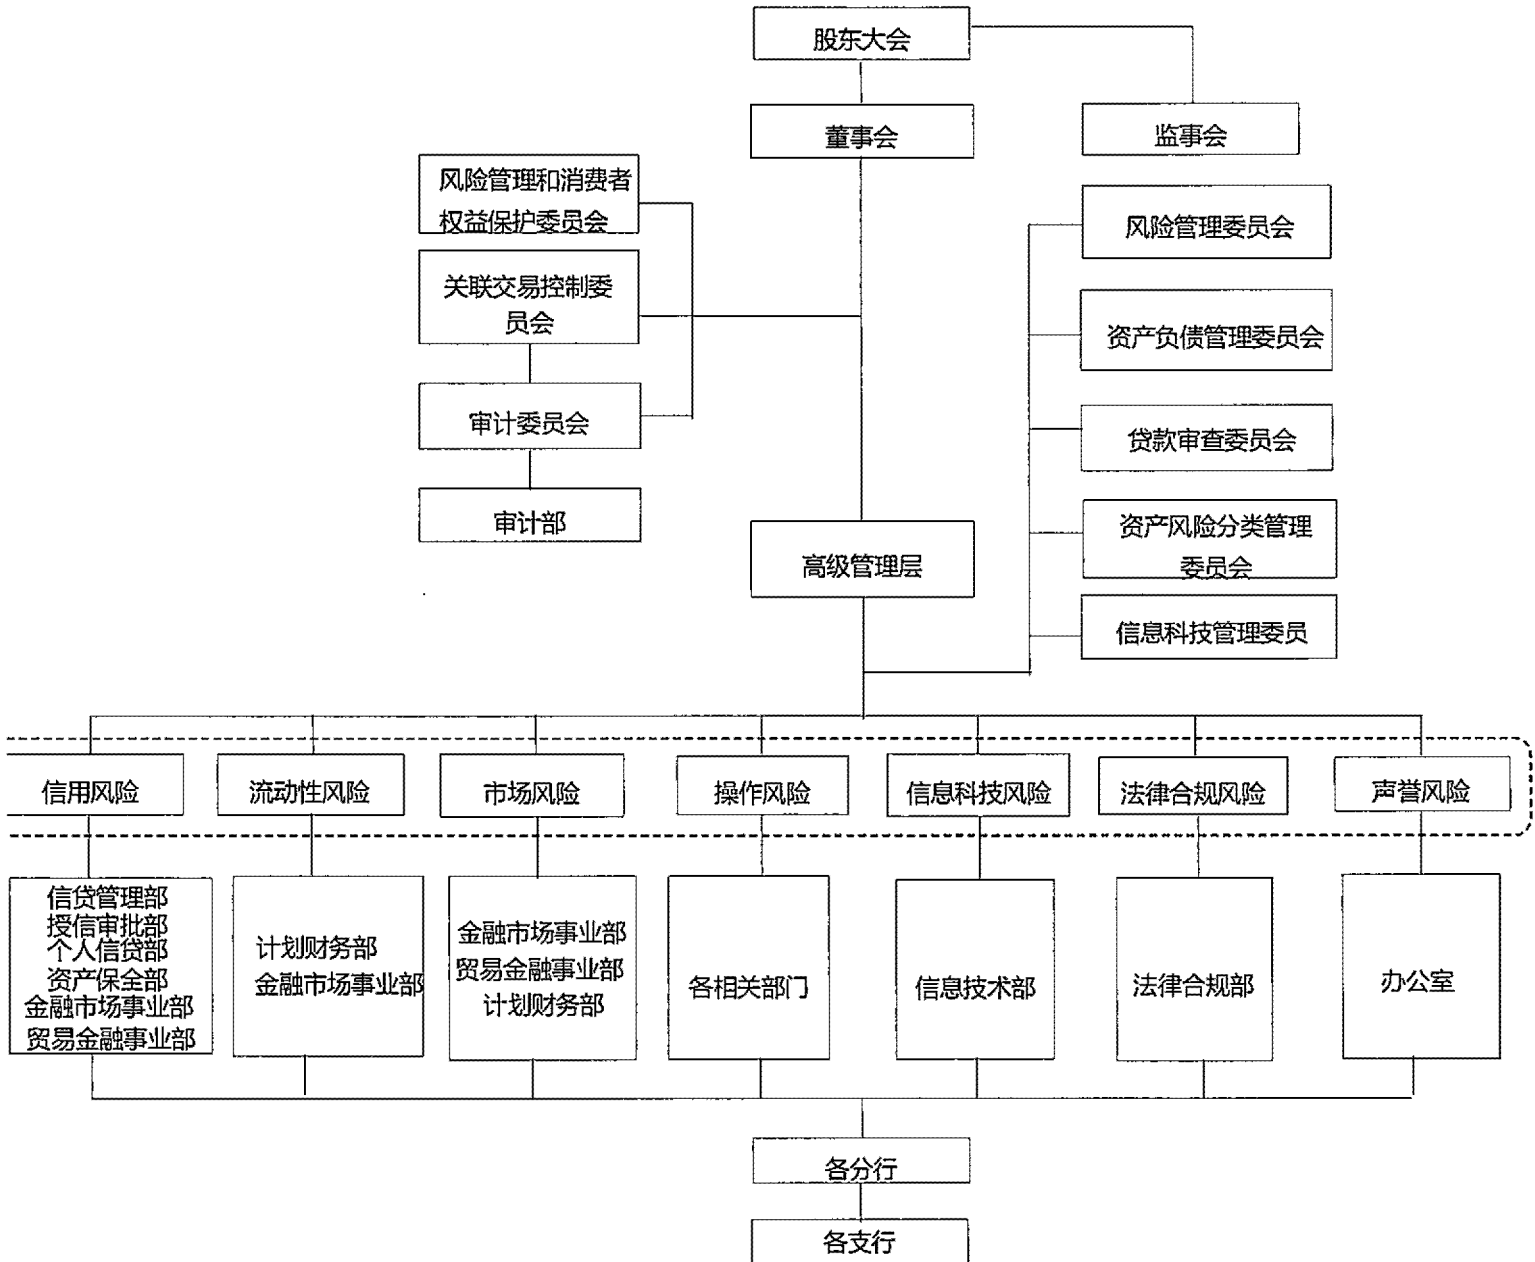 股东大会
董事会
监事会
风险管理和消费者
权益保护委员会
风险管理委员会
关联交易控制委
员会
资产负债管理委员会
审计委员会
贷款审查委员会
审计部
资产风险分类管理
委员会
高级管理层
信息科技管理委员
信用风险
流动性风险
市场风险
操作风险
信息科技风险
法律合规风险
声誉风险
信贷管理部
授信审批部
个人信贷部
资产保全部
金融市场事业部
贸易金融事业部
计划财务部
金融市场事业部
金融市场事业部
贸易金融事业部
计划财务部
各相关部门
信息技术部
法律合规部
办公室
各分行
各支行